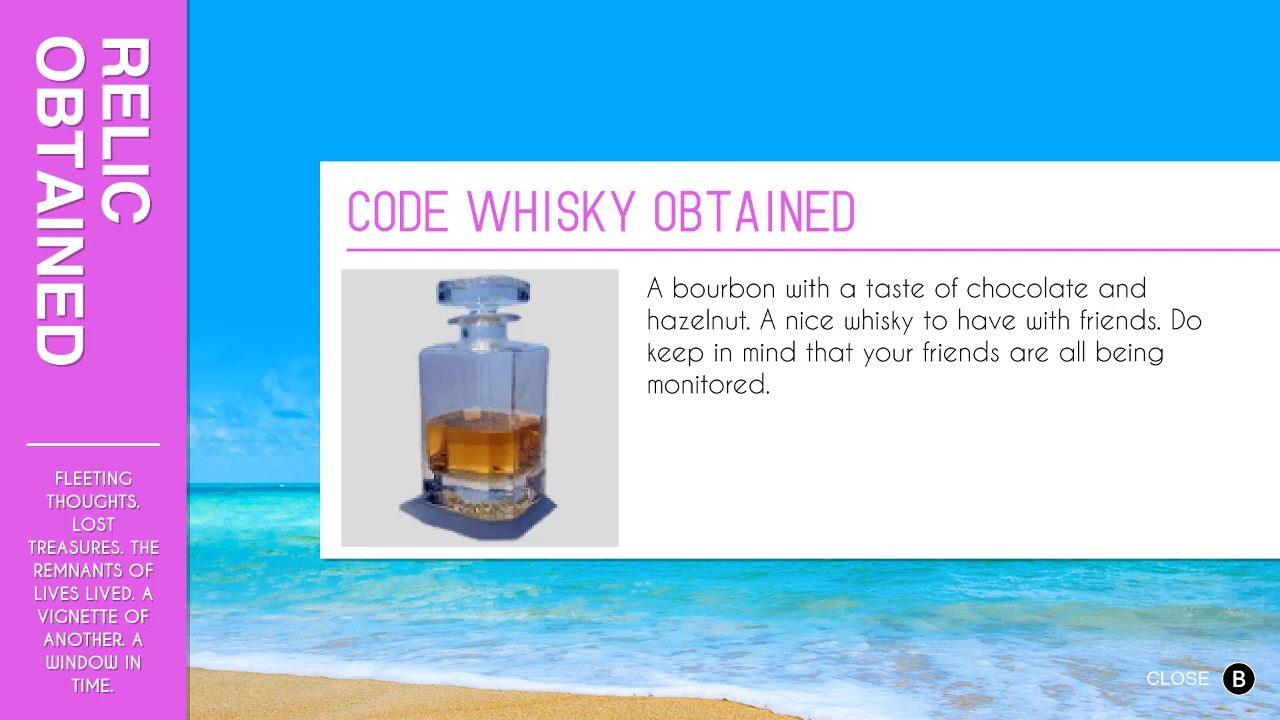 RELIC
OBTAINED
FLEETING
THOUGHTS.
LOST
TREASURES. THE
REMNANTS OF
LIVES LIVED. A
VIGNETTE OF
ANOTHER. A
WINDOW IN
TIME.
CODE WHISKY OBTAINED
A bourbon with a taste of chocolate and
hazelnut. A nice whisky to have with friends. Do
keep in mind that your friends are all being
monitored.
CLOSE B